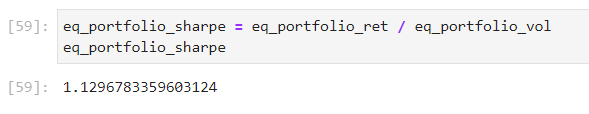 [59]: eq_portfolio_sharpe = eq_portfolio_ret / eq_portfolio_vol
eq_portfolio_sharpe
[59]: 1.1296783359603124